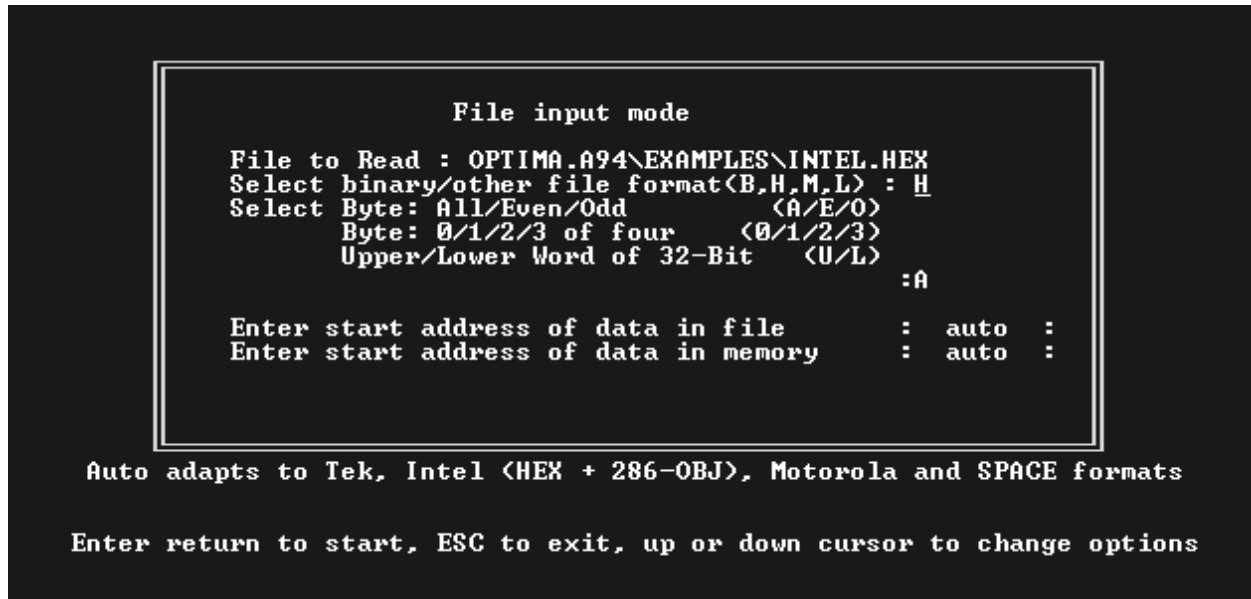 File input mode
File to Read : OPTIMA.A94\EXAMPLES\INTEL.HEX
Select binary/other file format(B,H,M,L) : H
Select Byte: All/Even/Odd (A/E/O)
Byte: 0/1/2/3 of four (0/1/2/3)
Upper/Lower Word of 32-Bit (U/L)
:A
Enter start address of data in file : auto :
Enter start address of data in memory : auto :
Auto adapts to Tek, Intel (HEX + 286-OBJ), Motorola and SPACE formats
Enter return to start, ESC to exit, up or down cursor to change options